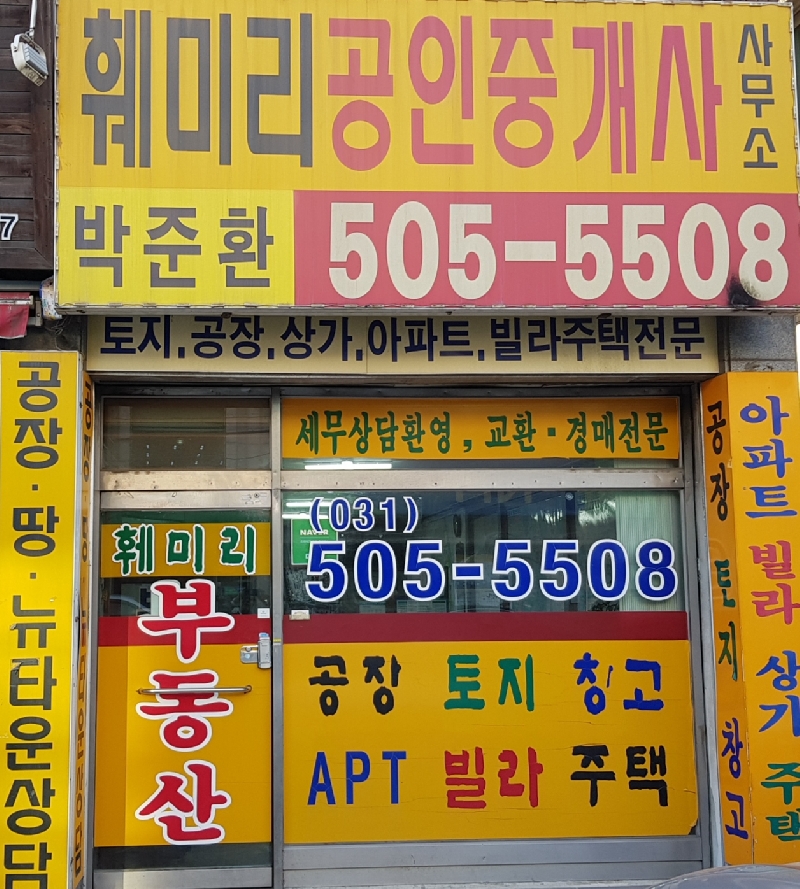 훼미리공인중개사 사무소
박준환 505-5508
토지.공장.상가.아파트.빌라주택전문
공장·땅·뉴타운상담
세무상담환영, 교환·경매전문
(031)
505-5508
NAVER
훼미리
부동산
공장 토지 창고
APT 빌라 주택
공장 토지 창고
아파트 빌라 상가 주택
7